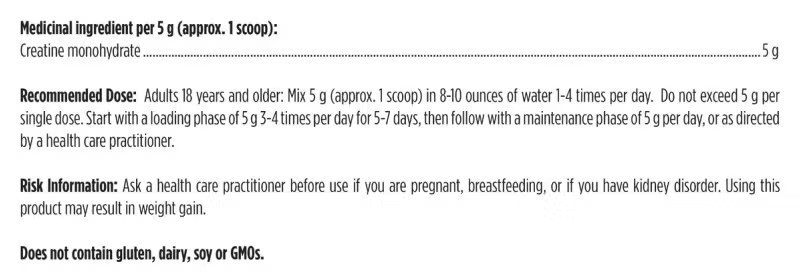 Medicinal ingredient per 5 g (approx. 1 scoop):
Creatine monohydrate ........................................................................................................................ 5 g
Recommended Dose: Adults 18 years and older: Mix 5 g (approx. 1 scoop) in 8-10 ounces of water 1-4 times per day. Do not exceed 5 g per
single dose. Start with a loading phase of 5 g 3-4 times per day for 5-7 days, then follow with a maintenance phase of 5 g per day, or as directed
by a health care practitioner.
Risk Information: Ask a health care practitioner before use if you are pregnant, breastfeeding, or if you have kidney disorder. Using this
product may result in weight gain.
Does not contain gluten, dairy, soy or GMOs.